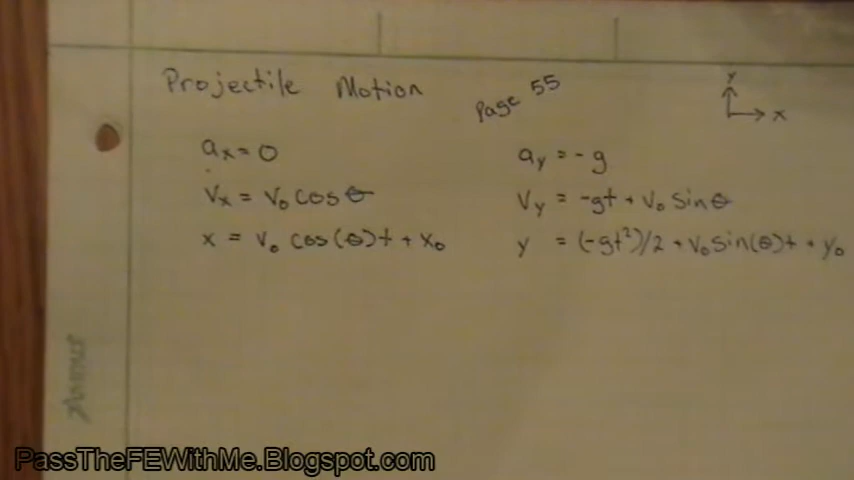 Projectile Motion
Page 55
y
x
ax = 0
ay = -g
vx = v₀ cos θ
vy = -gt + v₀ sin θ
x = v₀ cos(θ)t + x₀
y = (-gt²)/2 + v₀ sin(θ)t + y₀
PassTheFEWithMe.Blogspot.com